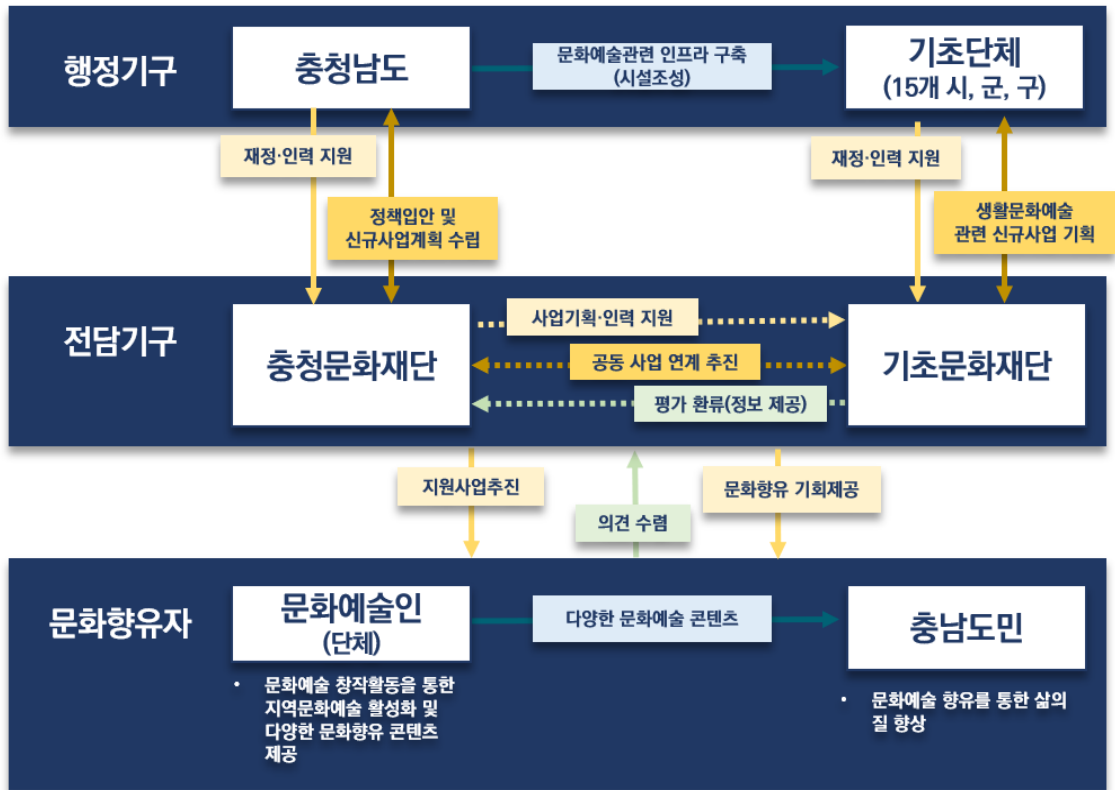 행정기구
충청남도
문화예술관련 인프라 구축
(시설조성)
기초단체
(15개 시, 군, 구)
재정·인력 지원
정책입안 및
신규사업계획 수립
재정·인력 지원
생활문화예술
관련 신규사업 기획
전담기구
충청문화재단
사업기획·인력 지원
공동 사업 연계 추진
평가 환류(정보 제공)
기초문화재단
지원사업추진
의견 수렴
문화향유 기회제공
문화향유자
문화예술인
(단체)
다양한 문화예술 콘텐츠
충남도민
• 문화예술 창작활동을 통한
지역문화예술 활성화 및
다양한 문화향유 콘텐츠
제공
• 문화예술 향유를 통한 삶의
질 향상